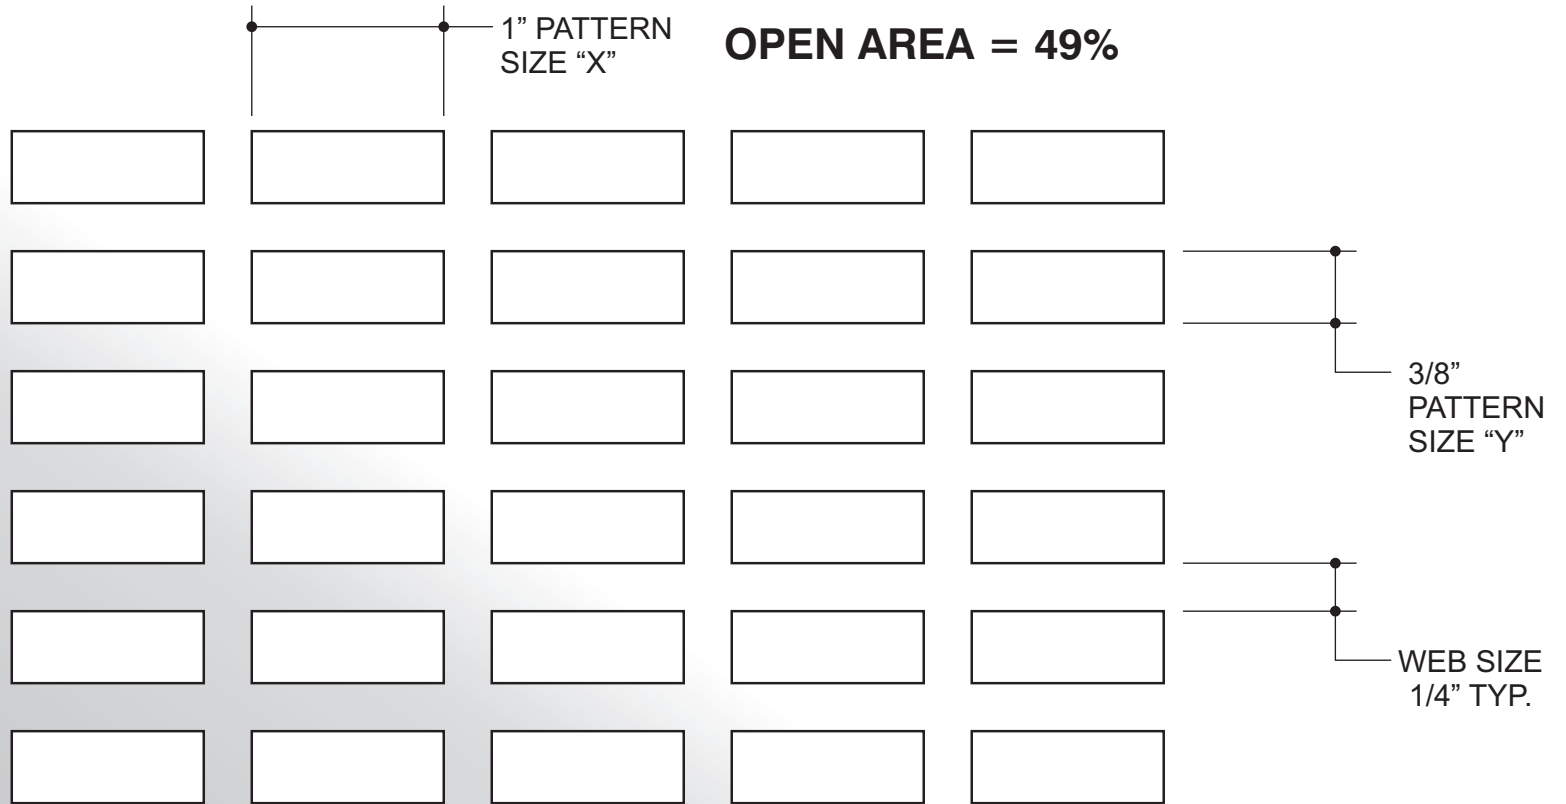 1” PATTERN
SIZE “X”
OPEN AREA = 49%
3/8”
PATTERN
SIZE “Y”
WEB SIZE
1/4” TYP.